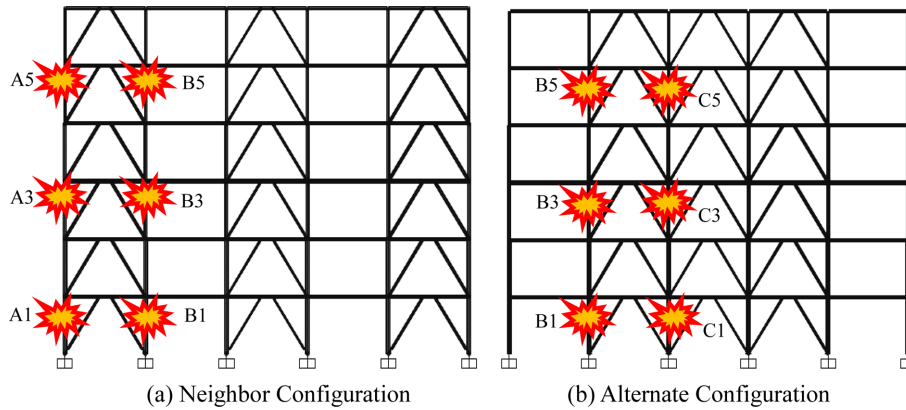 A5
B5
A3
B3
A1
B1
(a) Neighbor Configuration
B5
C5
B3
C3
B1
C1
(b) Alternate Configuration